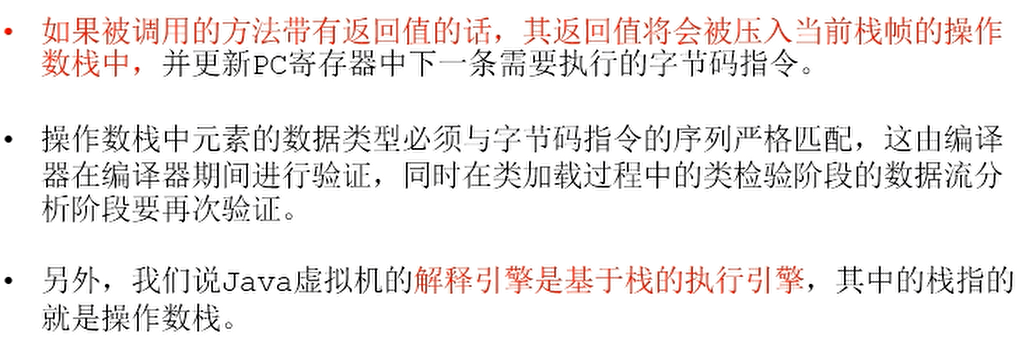 • 如果被调用的方法带有返回值的话，其返回值将会被压入当前栈帧的操作
数栈中，并更新PC寄存器中下一条需要执行的字节码指令。
• 操作数栈中元素的数据类型必须与字节码指令的序列严格匹配，这由编译
器在编译器期间进行验证，同时在类加载过程中的类检验阶段的数据流分
析阶段要再次验证。
• 另外，我们说Java虚拟机的解释引擎是基于栈的执行引擎，其中的栈指的
就是操作数栈。